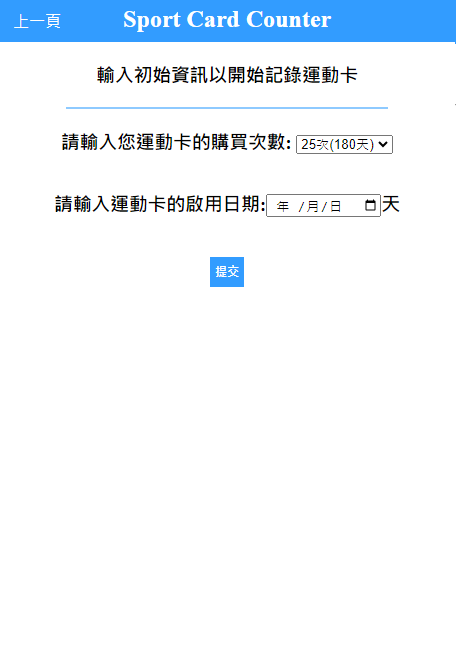 上一頁 Sport Card Counter
輸入初始資訊以開始記錄運動卡
請輸入您運動卡的購買次數: 25次(180天)
請輸入運動卡的啟用日期: 年 /月/日 天
提交